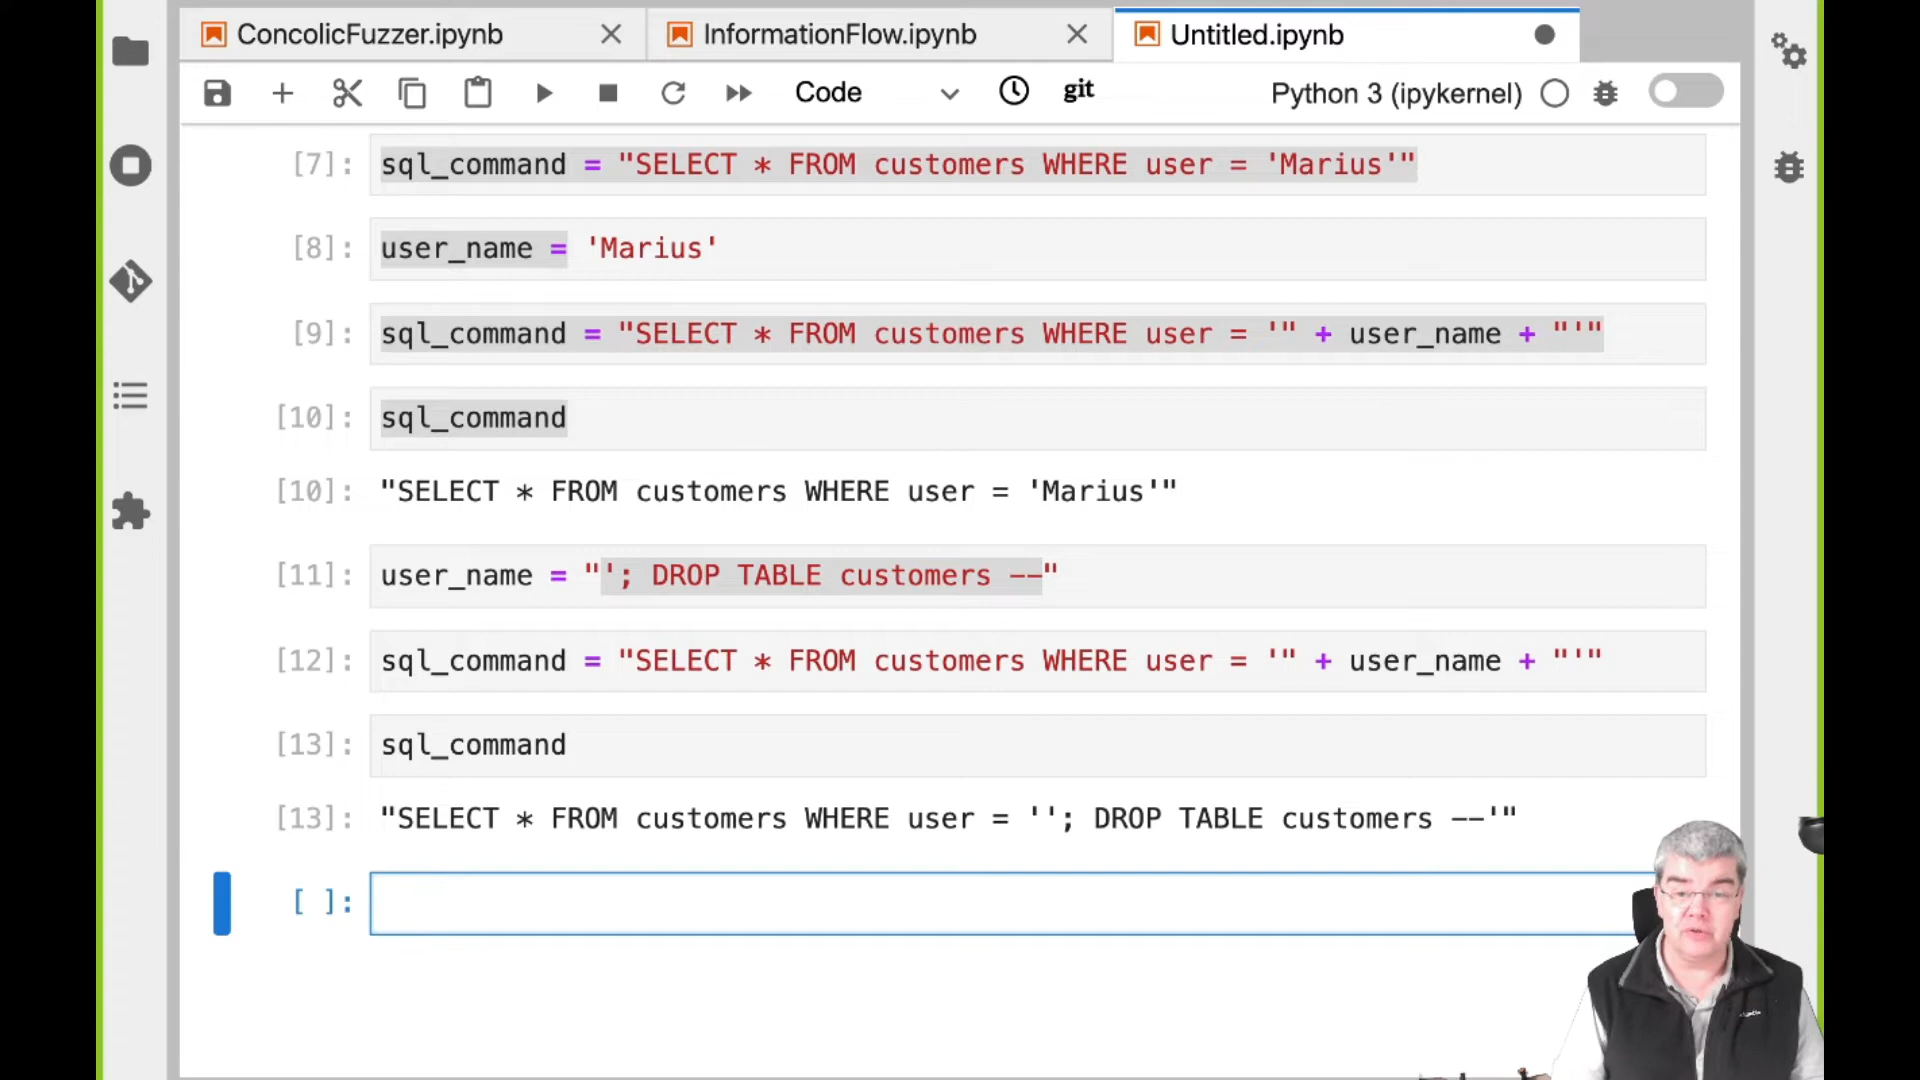 ConcolicFuzzer.ipynb
InformationFlow.ipynb
Untitled.ipynb
Code
git
Python 3 (ipykernel)
[7]: sql_command = "SELECT * FROM customers WHERE user = 'Marius'"
[8]: user_name = 'Marius'
[9]: sql_command = "SELECT * FROM customers WHERE user = '" + user_name + "'"
[10]: sql_command
[10]: "SELECT * FROM customers WHERE user = 'Marius'"
[11]: user_name = "'; DROP TABLE customers --"
[12]: sql_command = "SELECT * FROM customers WHERE user = '" + user_name + "'"
[13]: sql_command
[13]: "SELECT * FROM customers WHERE user = ''; DROP TABLE customers --'"
[ ]: